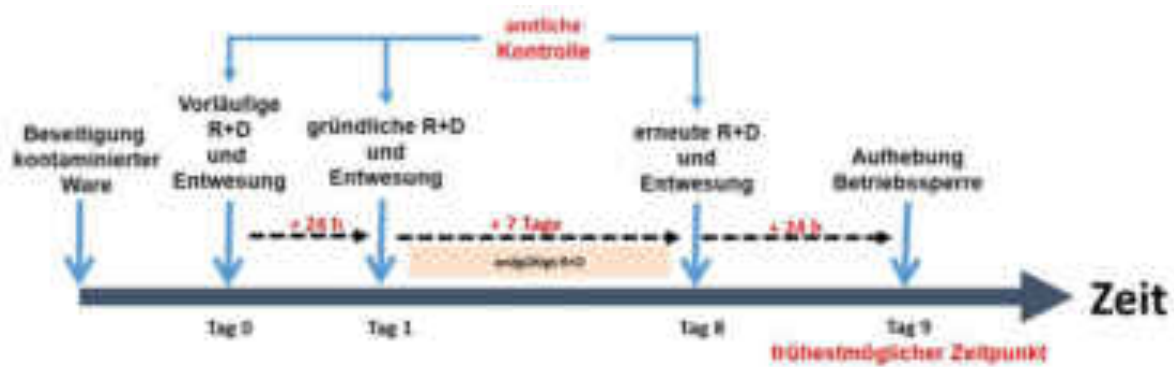 amtliche
Kontrolle
Beseitigung
kontaminierter
Ware
Vorläufige
R+D
und
Entwesung
gründliche R+D
und
Entwesung
erneute R+D
und
Entwesung
Aufhebung
Betriebssperre
+ 24 h
+ 7 Tage
+ 24 h
endgültige R+D
Zeit
Tag 0
Tag 1
Tag 8
Tag 9
frühestmöglicher Zeitpunkt